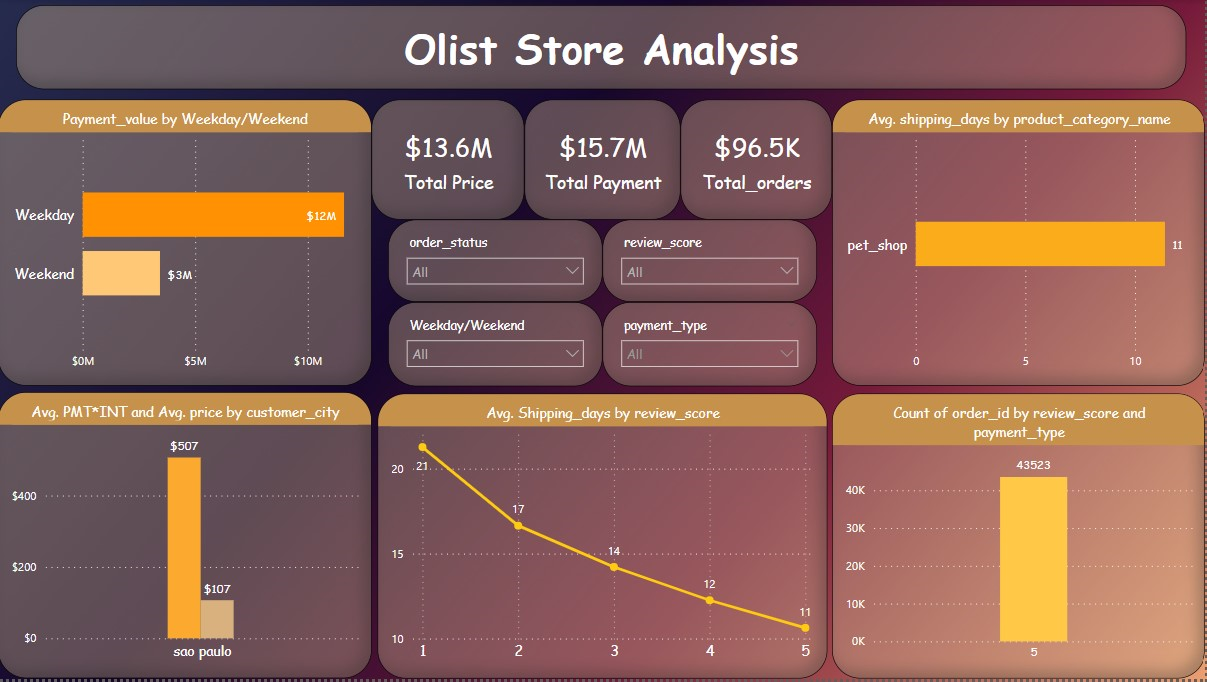 Olist Store Analysis
Payment_value by Weekday/Weekend
Weekday
$12M
Weekend
$3M
$0M
$5M
$10M
$13.6M
Total Price
$15.7M
Total Payment
$96.5K
Total_orders
order_status
All
review_score
All
Weekday/Weekend
All
payment_type
All
Avg. shipping_days by product_category_name
pet_shop
11
0
5
10
Avg. PMT*INT and Avg. price by customer_city
$507
$400
$107
$200
$0
sao paulo
Avg. Shipping_days by review_score
20
21
17
15
14
12
11
10
1
2
3
4
5
Count of order_id by review_score and
payment_type
43523
40K
30K
20K
10K
0K
5